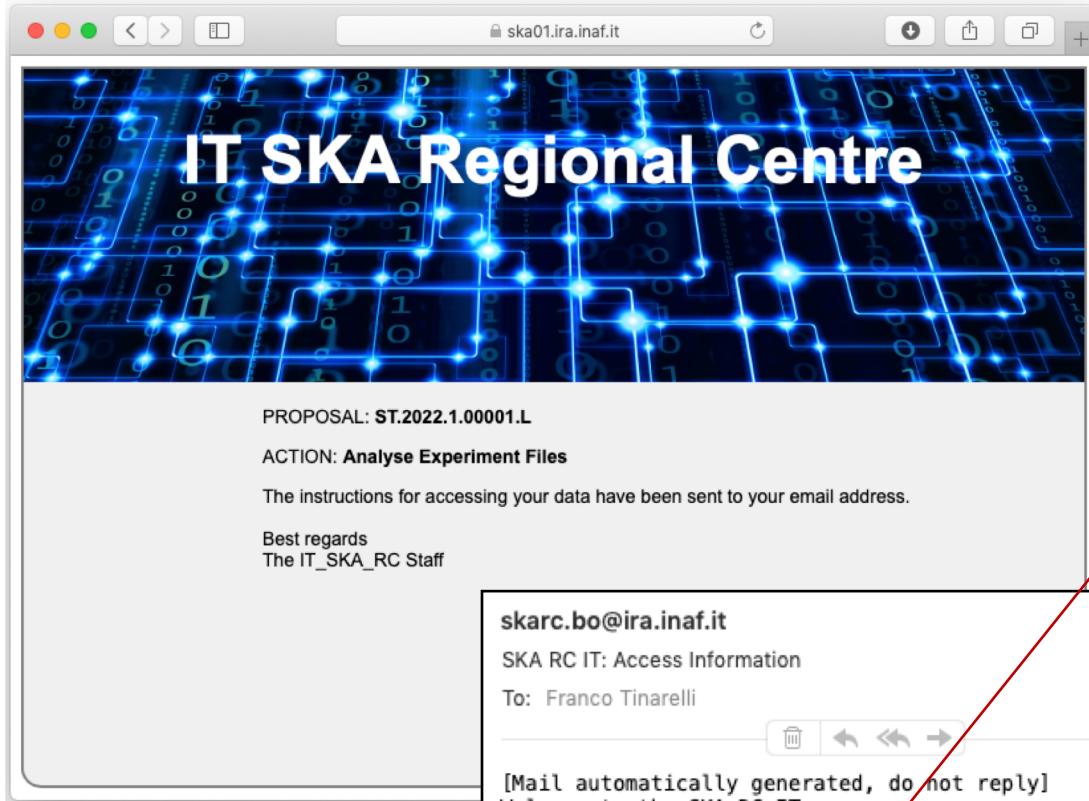 ska01.ira.inaf.it
IT SKA Regional Centre
PROPOSAL: ST.2022.1.00001.L
ACTION: Analyse Experiment Files
The instructions for accessing your data have been sent to your email address.
Best regards
The IT_SKA_RC Staff
skarc.bo@ira.inaf.it
SKA RC IT: Access Information
To: Franco Tinarelli
[Mail automatically generated, do not reply]